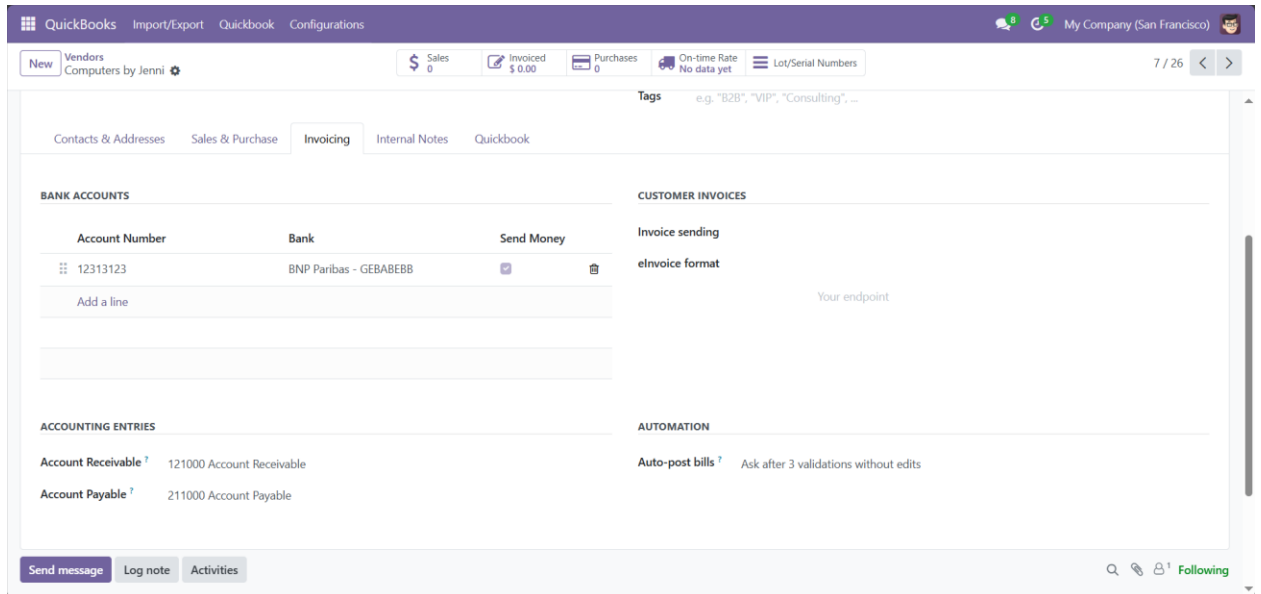 QuickBooks Import/Export Quickbook Configurations 8 5 My Company (San Francisco)
New Vendors Sales Invoiced Purchases On-time Rate Lot/Serial Numbers 7 / 26
Computers by Jenni $ 0 $ 0.00 0 No data yet
Tags e.g. "B2B", "VIP", "Consulting", ...
Contacts & Addresses Sales & Purchase Invoicing Internal Notes Quickbook
BANK ACCOUNTS CUSTOMER INVOICES
Account Number Bank Send Money Invoice sending
12313123 BNP Paribas - GEBABEBB eInvoice format
Add a line Your endpoint
ACCOUNTING ENTRIES AUTOMATION
Account Receivable ? 121000 Account Receivable Auto-post bills ? Ask after 3 validations without edits
Account Payable ? 211000 Account Payable
Send message Log note Activities 1 Following